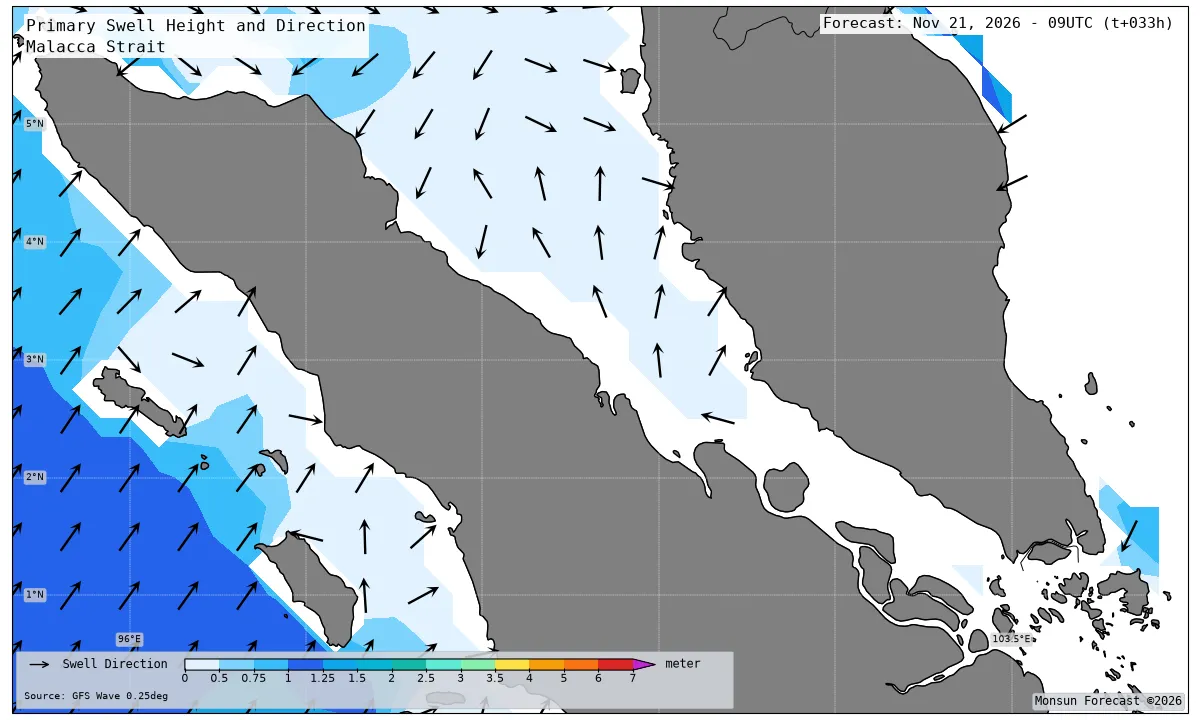 Primary Swell Height and Direction
Malacca Strait
Forecast: Nov 21, 2026 - 09UTC (t+033h)
5°N
4°N
3°N
2°N
1°N
96°E
103.5°E
Swell Direction
0 0.5 0.75 1 1.25 1.5 2 2.5 3 3.5 4 5 6 7
meter
Source: GFS Wave 0.25deg
Monsun Forecast ©2026